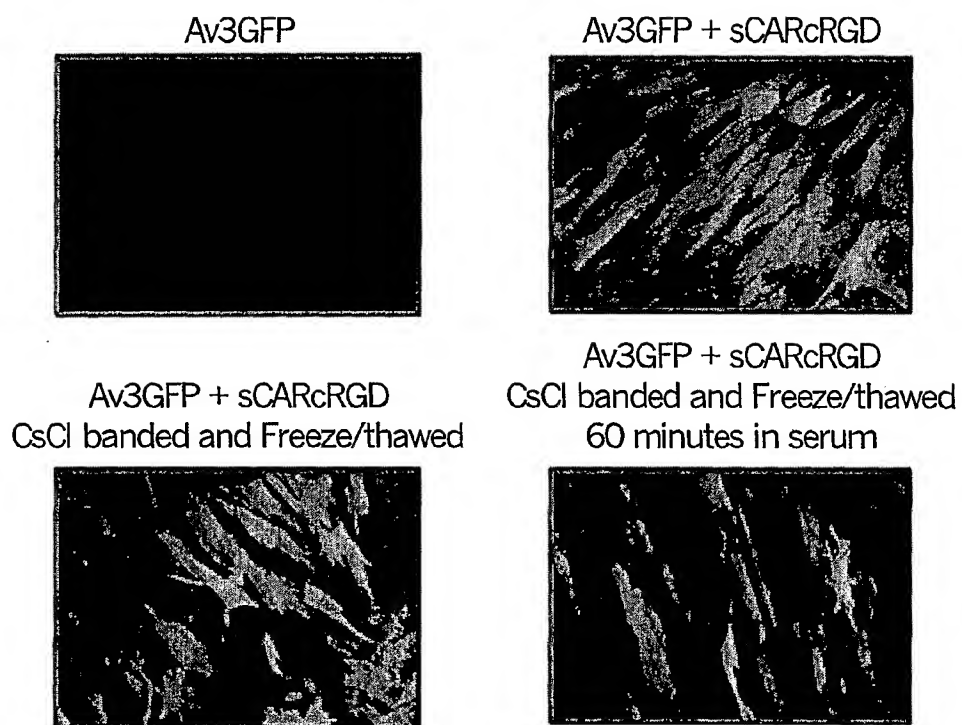 Av3GFP
Av3GFP + sCARcRGD
Av3GFP + sCARcRGD
CsCl banded and Freeze/thawed
Av3GFP + sCARcRGD
CsCl banded and Freeze/thawed
60 minutes in serum